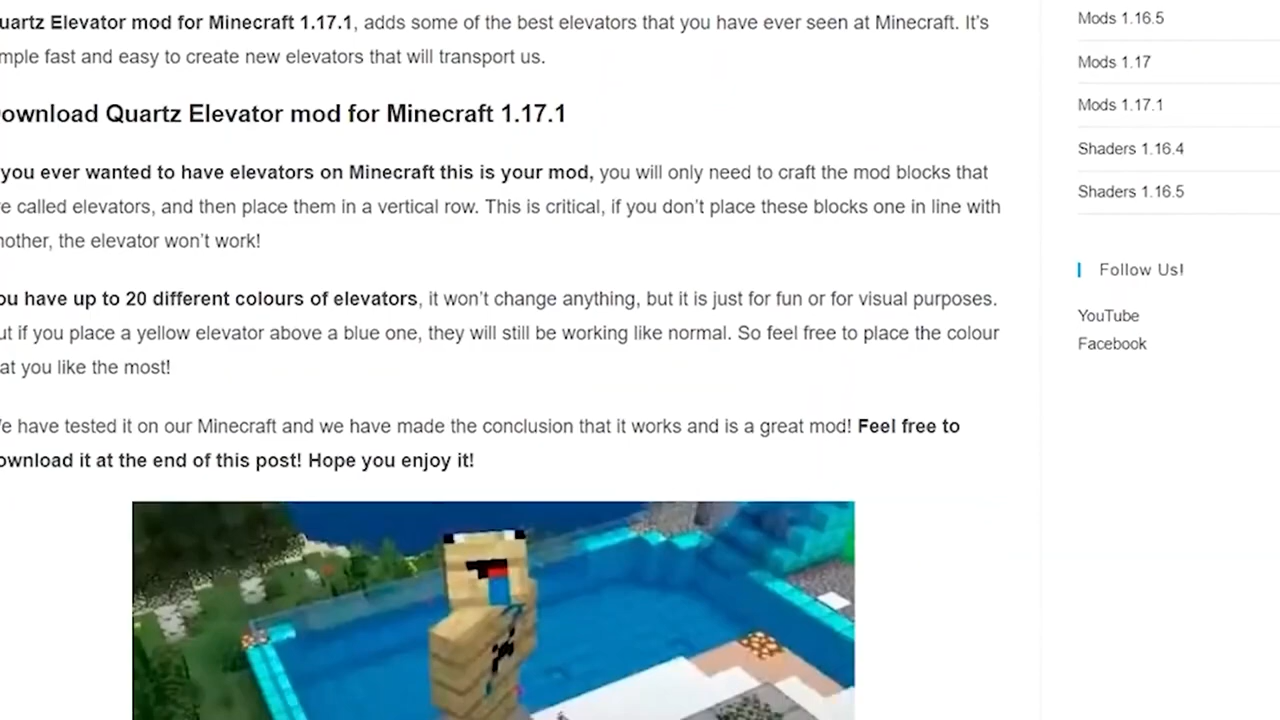 uartz Elevator mod for Minecraft 1.17.1, adds some of the best elevators that you have ever seen at Minecraft. It’s
mple fast and easy to create new elevators that will transport us.
ownload Quartz Elevator mod for Minecraft 1.17.1
you ever wanted to have elevators on Minecraft this is your mod, you will only need to craft the mod blocks that
e called elevators, and then place them in a vertical row. This is critical, if you don’t place these blocks one in line with
nother, the elevator won’t work!
ou have up to 20 different colours of elevators, it won’t change anything, but it is just for fun or for visual purposes.
ut if you place a yellow elevator above a blue one, they will still be working like normal. So feel free to place the colour
at you like the most!
e have tested it on our Minecraft and we have made the conclusion that it works and is a great mod! Feel free to
ownload it at the end of this post! Hope you enjoy it!
Mods 1.16.5
Mods 1.17
Mods 1.17.1
Shaders 1.16.4
Shaders 1.16.5
Follow Us!
YouTube
Facebook